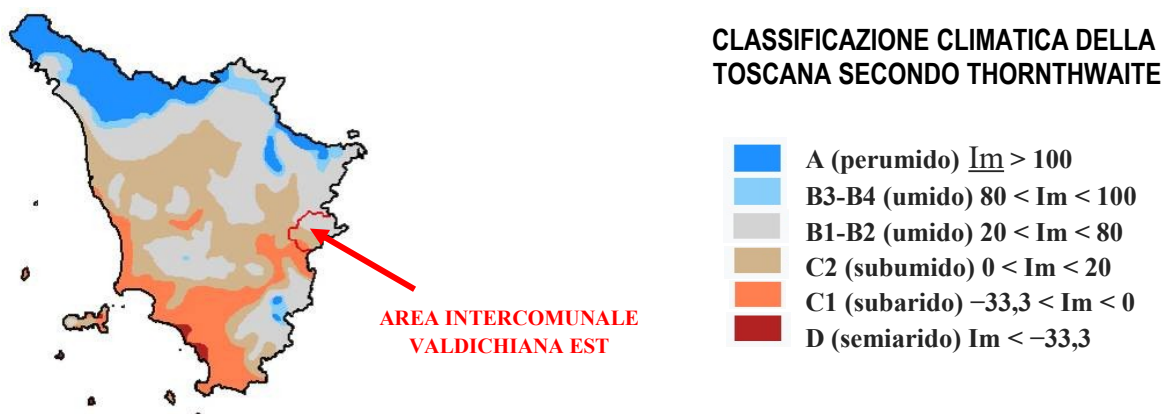 CLASSIFICAZIONE CLIMATICA DELLA
TOSCANA SECONDO THORNTHWAITE
A (perumido) Im > 100
B3-B4 (umido) 80 < Im < 100
B1-B2 (umido) 20 < Im < 80
C2 (subumido) 0 < Im < 20
C1 (subarido) −33,3 < Im < 0
D (semiarido) Im < −33,3
AREA INTERCOMUNALE
VALDICHIANA EST